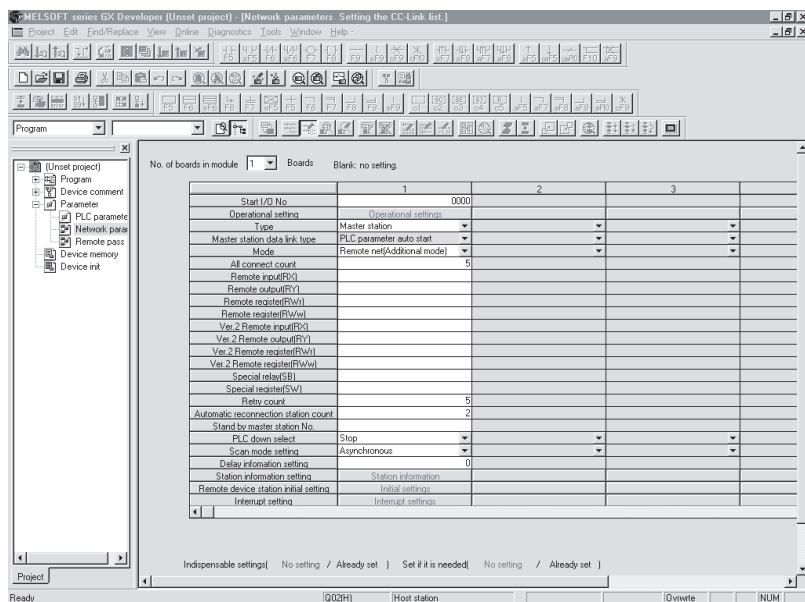 MELSOFT series GX Developer (Unset project) - [Network parameters Setting the CC-Link list.]
Project Edit Find/Replace View Online Diagnostics Tools Window Help
Program
No. of boards in module 1 Boards Blank: no setting.
(Unset project)
Program
Device comment
Parameter
PLC paramete
Network parar
Remote pass
Device memory
Device init
1 2 3
Start I/O No 0000
Operational setting Operational settings
Type Master station
Master station data link type PLC parameter auto start
Mode Remote net(Additional mode)
All connect count 5
Remote input(RX)
Remote output(RY)
Remote register(RWr)
Remote register(RWw)
Ver.2 Remote input(RX)
Ver.2 Remote output(RY)
Ver.2 Remote register(RWr)
Ver.2 Remote register(RWw)
Special relay(SB)
Special register(SW)
Retry count 5
Automatic reconnection station count 2
Stand by master station No.
PLC down select Stop
Scan mode setting Asynchronous
Delay infomation setting 0
Station infomation setting Station information
Remote device station initial setting Initial settings
Interrupt setting Interrupt settings
Indispensable settings( No setting / Already set ) Set if it is needed( No setting / Already set )
Project
Ready Q02(H) Host station Ovrwrte NUM